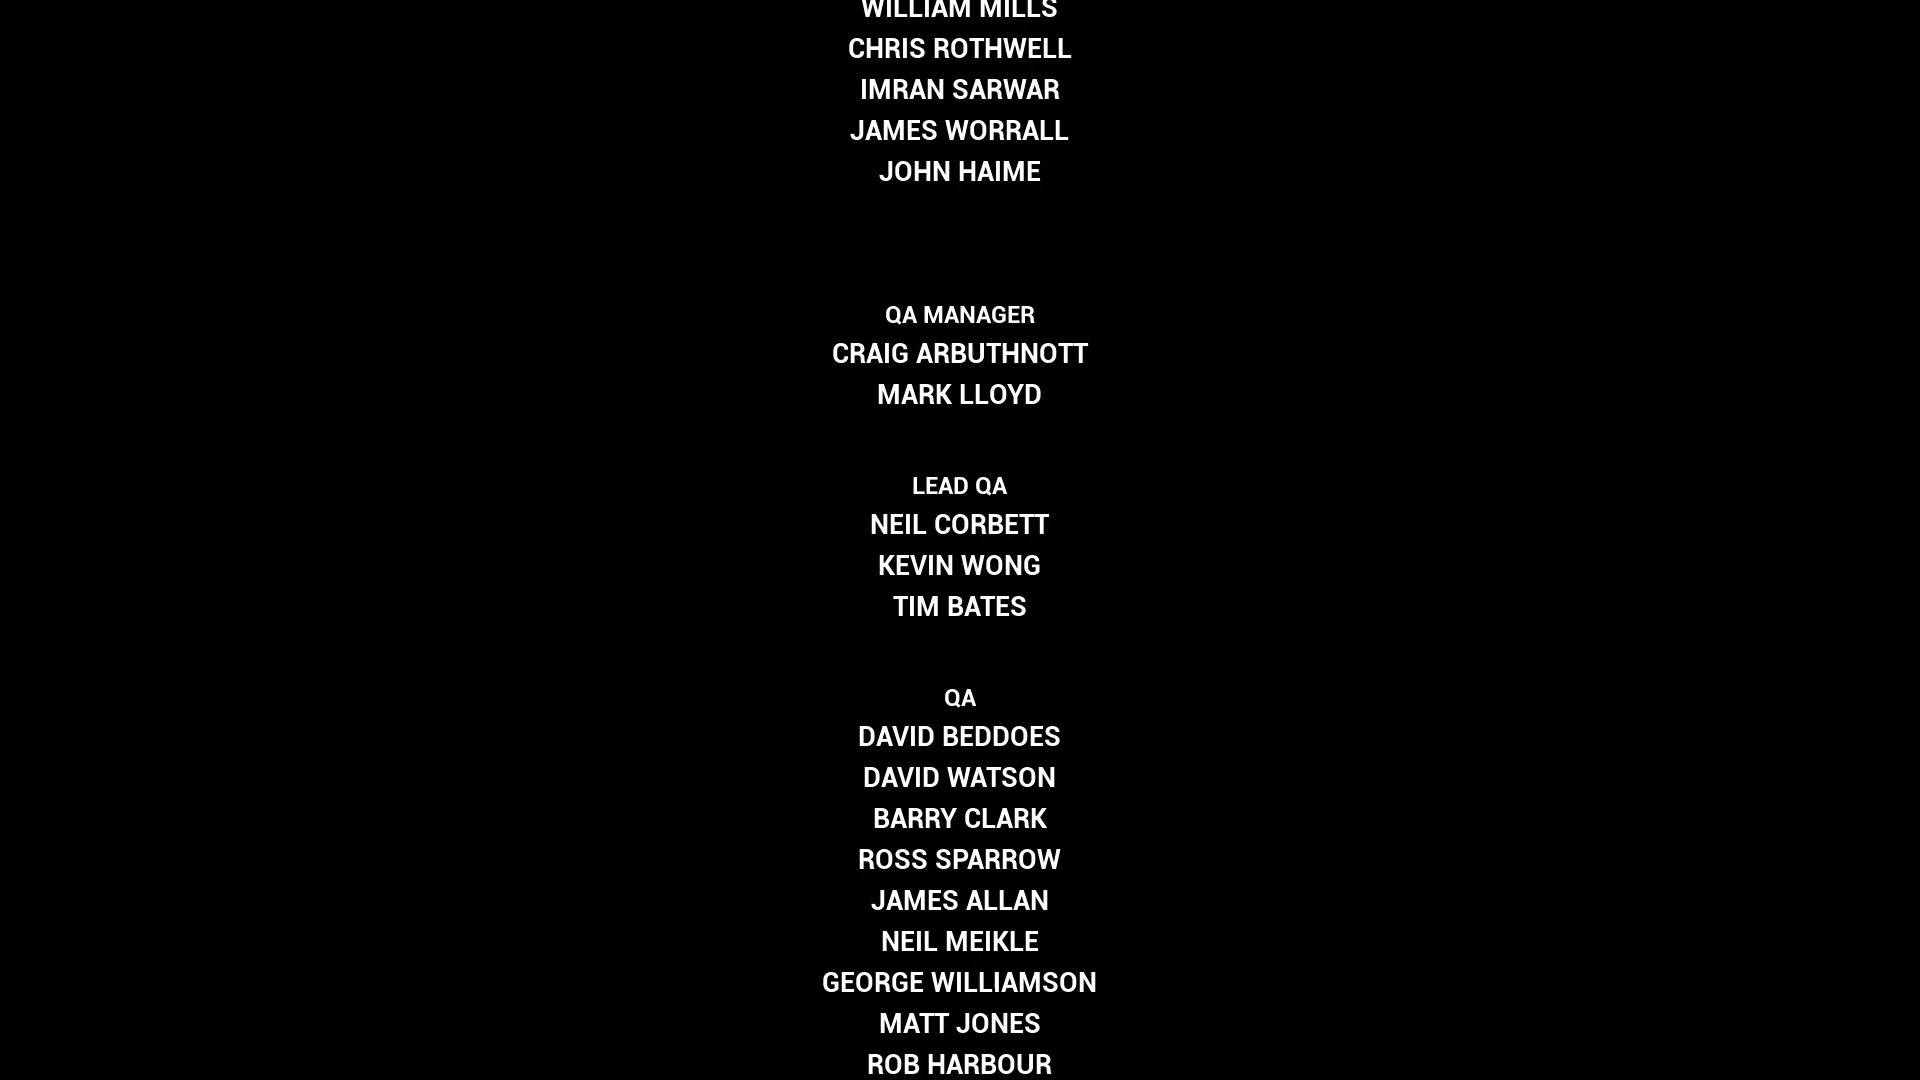 WILLIAM MILLS
CHRIS ROTHWELL
IMRAN SARWAR
JAMES WORRALL
JOHN HAIME
QA MANAGER
CRAIG ARBUTHNOTT
MARK LLOYD
LEAD QA
NEIL CORBETT
KEVIN WONG
TIM BATES
QA
DAVID BEDDOES
DAVID WATSON
BARRY CLARK
ROSS SPARROW
JAMES ALLAN
NEIL MEIKLE
GEORGE WILLIAMSON
MATT JONES
ROB HARBOUR